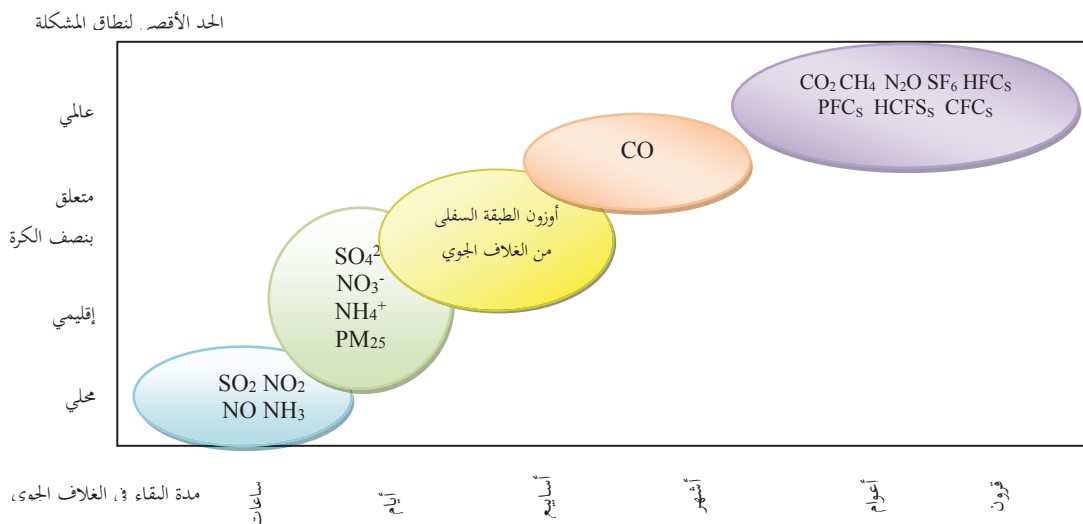 الحد الأقصى لنطاق المشكلة
عالمي
متعلق
بنصف الكرة
إقليمي
محلي
CO₂ CH₄ N₂O SF₆ HFCₛ
PFCₛ HCFSₛ CFCₛ
CO
أوزون الطبقة السفلى
من الغلاف الجوي
SO₄²
NO₃⁻
NH₄⁺
PM₂₅
SO₂ NO₂
NO NH₃
مدة البقاء في الغلاف الجوي
ساعات
أيام
أسابيع
أشهر
أعوام
قرون